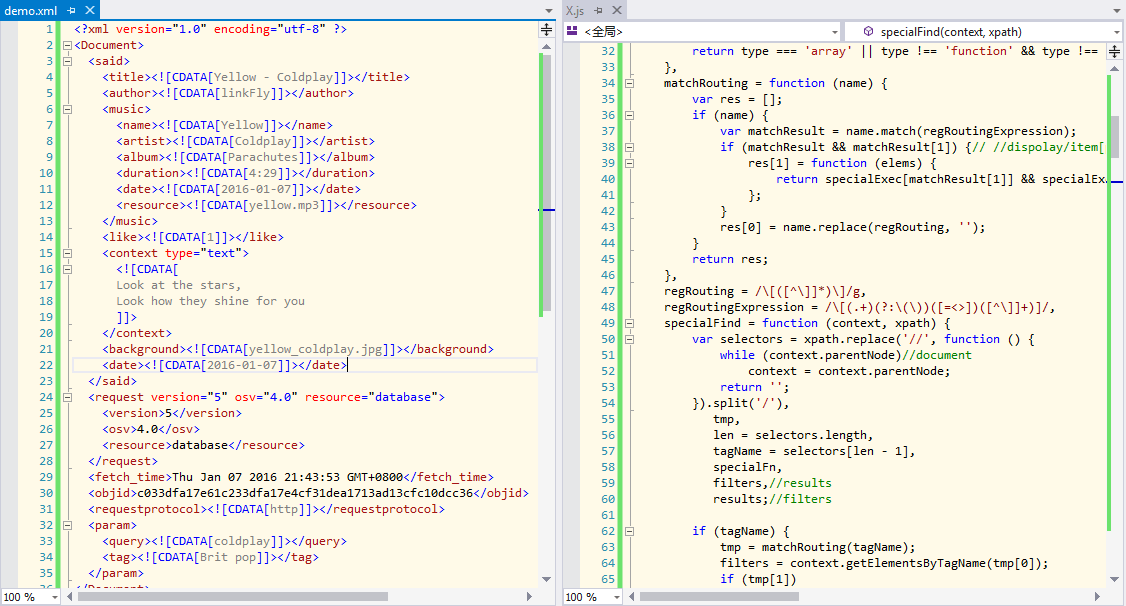 demo.xml
1 <?xml version="1.0" encoding="utf-8" ?>
2 <Document>
3 <said>
4 <title><![CDATA[Yellow - Coldplay]]></title>
5 <author><![CDATA[linkFly]]></author>
6 <music>
7 <name><![CDATA[Yellow]]></name>
8 <artist><![CDATA[Coldplay]]></artist>
9 <album><![CDATA[Parachutes]]></album>
10 <duration><![CDATA[4:29]]></duration>
11 <date><![CDATA[2016-01-07]]></date>
12 <resource><![CDATA[yellow.mp3]]></resource>
13 </music>
14 <like><![CDATA[1]]></like>
15 <context type="text">
16 <![CDATA[
17 Look at the stars,
18 Look how they shine for you
19 ]]>
20 </context>
21 <background><![CDATA[yellow_coldplay.jpg]]></background>
22 <date><![CDATA[2016-01-07]]></date>
23 </said>
24 <request version="5" osv="4.0" resource="database">
25 <version>5</version>
26 <osv>4.0</osv>
27 <resource>database</resource>
28 </request>
29 <fetch_time>Thu Jan 07 2016 21:43:53 GMT+0800</fetch_time>
30 <objid>c033dfa17e61c233dfa17e4cf31dea1713ad13cfc10dcc36</objid>
31 <requestprotocol><![CDATA[http]]></requestprotocol>
32 <param>
33 <query><![CDATA[coldplay]]></query>
34 <tag><![CDATA[Brit pop]]></tag>
35 </param>
36 </Document>
100 %
X.js
<全局>
specialFind(context, xpath)
32 return type === 'array' || type !== 'function' && type !==
33 },
34 matchRouting = function (name) {
35 var res = [];
36 if (name) {
37 var matchResult = name.match(regRoutingExpression);
38 if (matchResult && matchResult[1]) {// //dispolay/item[
39 res[1] = function (elems) {
40 return specialExec[matchResult[1]] && specialEx
41 };
42 }
43 res[0] = name.replace(regRouting, '');
44 }
45 return res;
46 },
47 regRouting = /\[([^\]]*)\]/g,
48 regRoutingExpression = /\[(.+)(?:\(\))([=<>])([^\]]+)]/,
49 specialFind = function (context, xpath) {
50 var selectors = xpath.replace('//', function () {
51 while (context.parentNode)//document
52 context = context.parentNode;
53 return '';
54 }).split('/'),
55 tmp,
56 len = selectors.length,
57 tagName = selectors[len - 1],
58 specialFn,
59 filters,//results
60 results;//filters
61
62 if (tagName) {
63 tmp = matchRouting(tagName);
64 filters = context.getElementsByTagName(tmp[0]);
65 if (tmp[1])
100 %